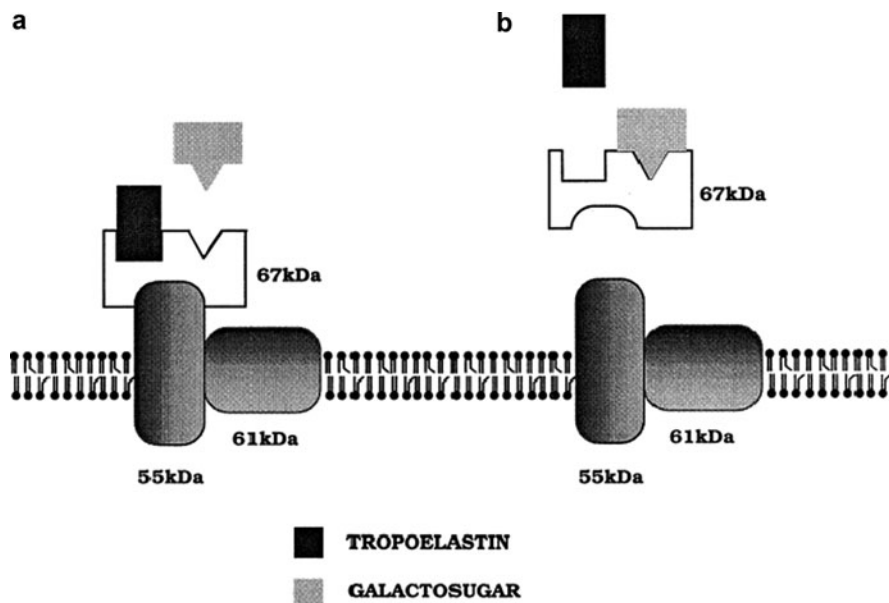 a
b
67kDa
67kDa
61kDa
61kDa
55kDa
55kDa
TROPOELASTIN
GALACTOSUGAR